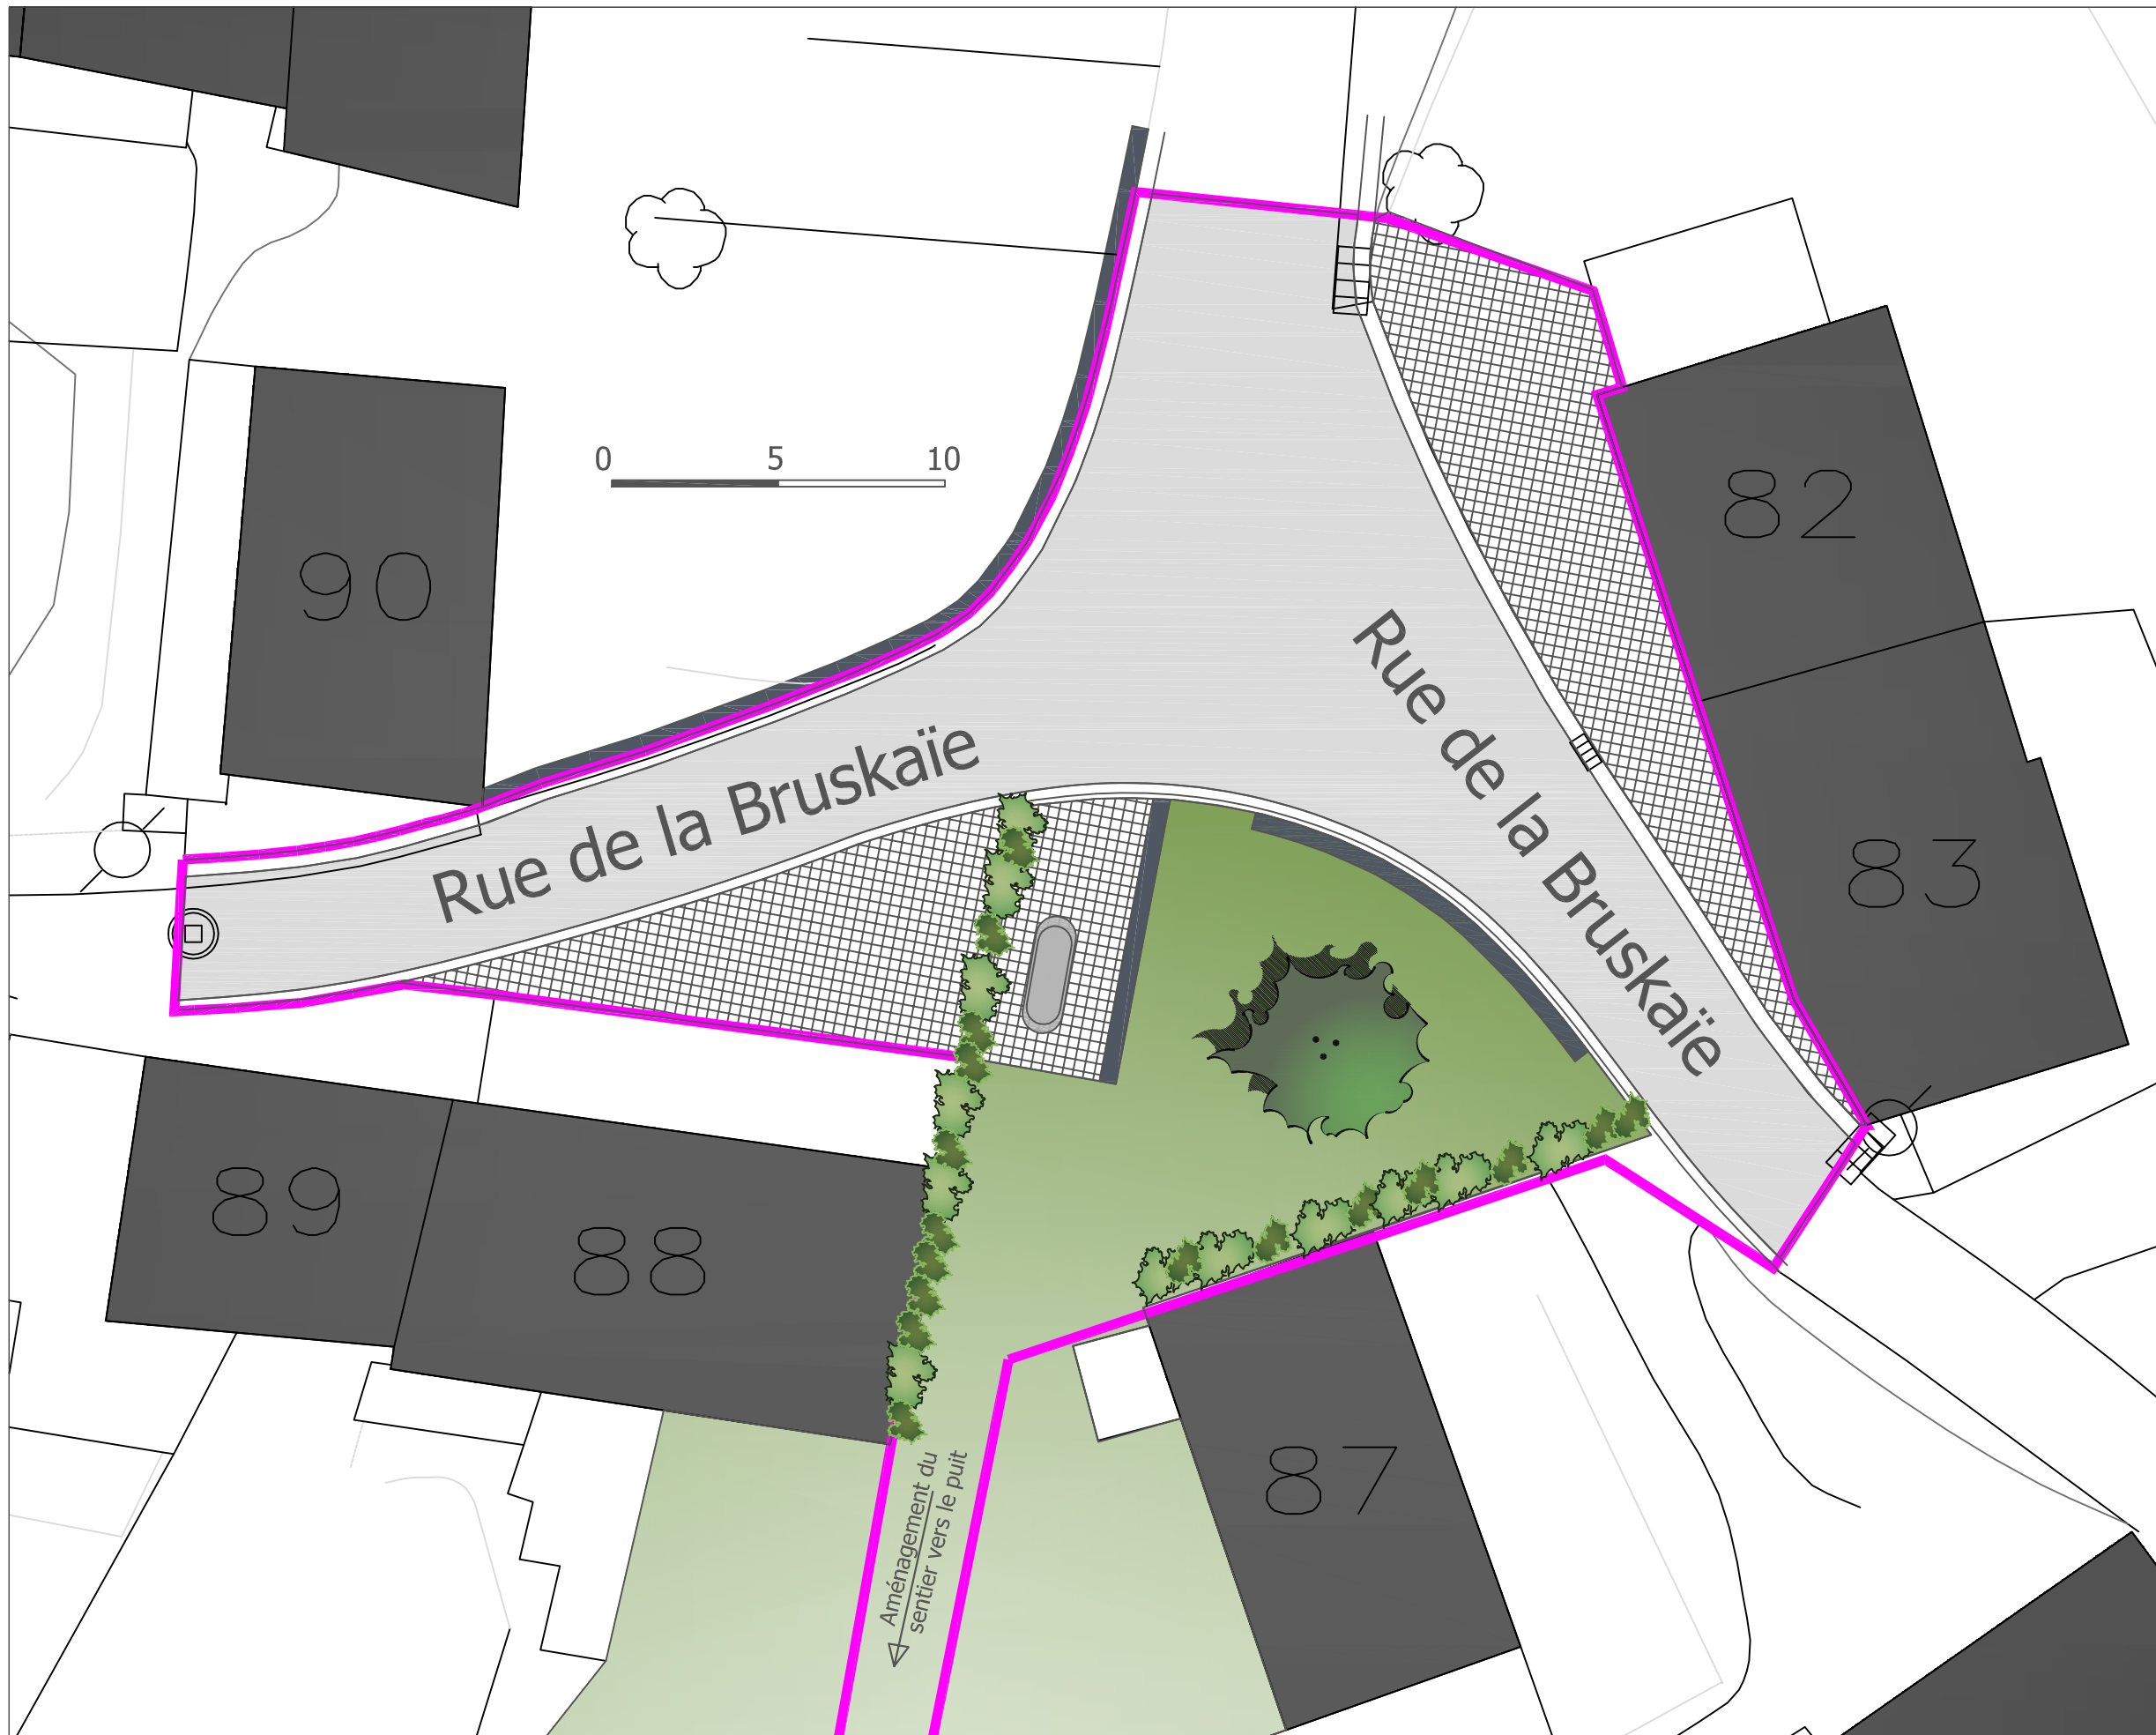 0 5 10
82
90
Rue de la Bruskaïe
Rue de la Bruskaïe
83
89
88
87
Aménagement du
sentier vers le puit